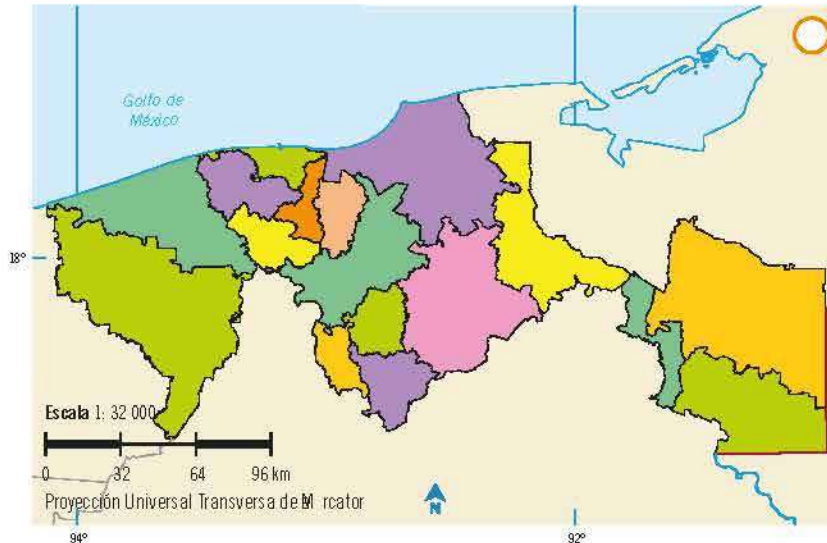 Golfo de
México
18°
Escala 1: 32 000
0 32 64 96 km
Proyección Universal Transversa de M rcator
N
94° 92°